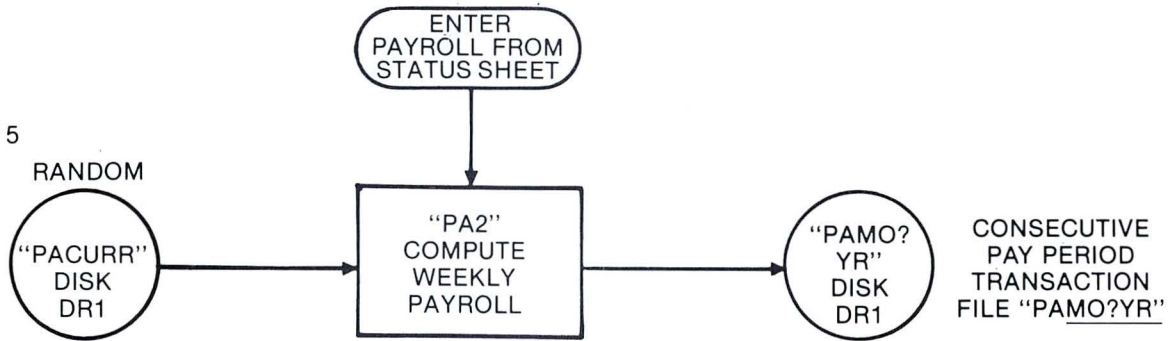 ENTER
PAYROLL FROM
STATUS SHEET
5
RANDOM
“PACURR”
DISK
DR1
“PA2”
COMPUTE
WEEKLY
PAYROLL
“PAMO?
YR”
DISK
DR1
CONSECUTIVE
PAY PERIOD
TRANSACTION
FILE “PAMO?YR”